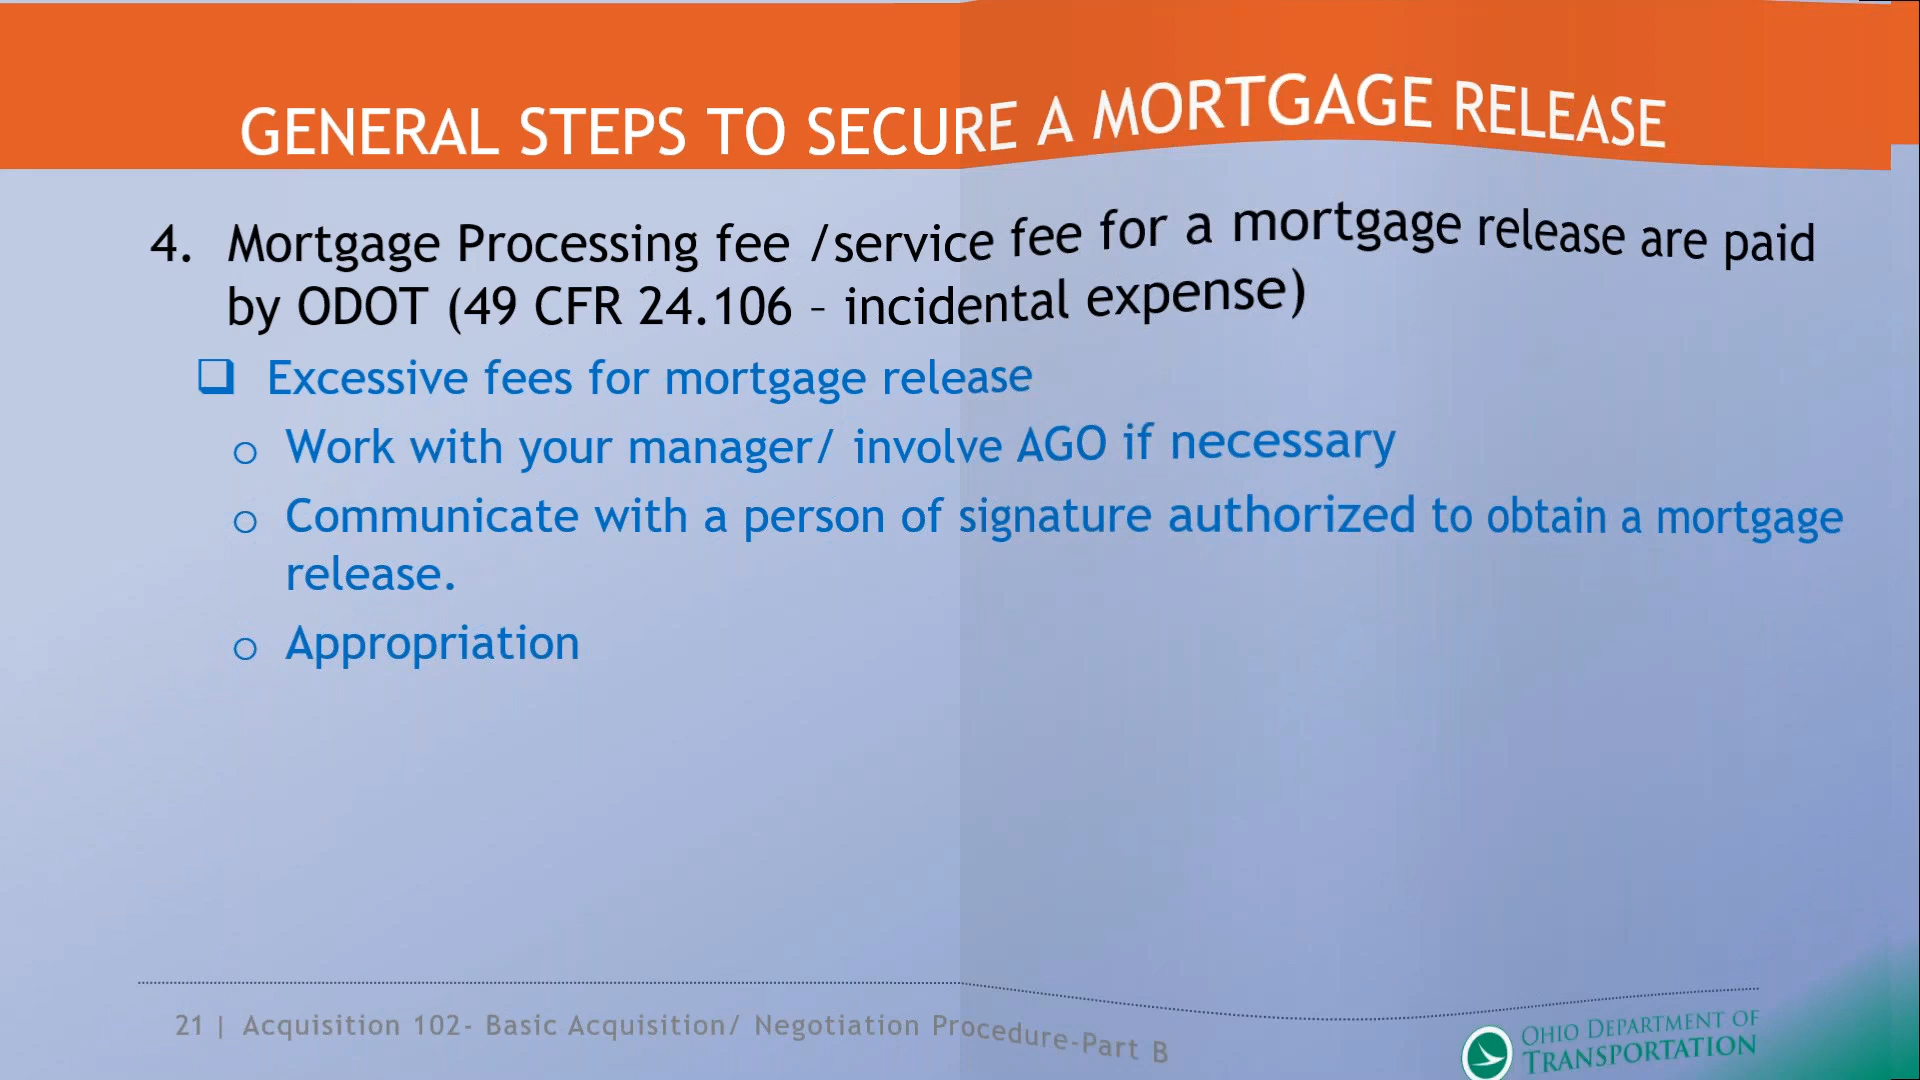 GENERAL STEPS TO SECURE A MORTGAGE RELEASE
4. Mortgage Processing fee /service fee for a mortgage release are paid
by ODOT (49 CFR 24.106 – incidental expense)
❑ Excessive fees for mortgage release
o Work with your manager/ involve AGO if necessary
o Communicate with a person of signature authorized to obtain a mortgage
release.
o Appropriation
21 | Acquisition 102- Basic Acquisition/ Negotiation Procedure-Part B
OHIO DEPARTMENT OF
TRANSPORTATION